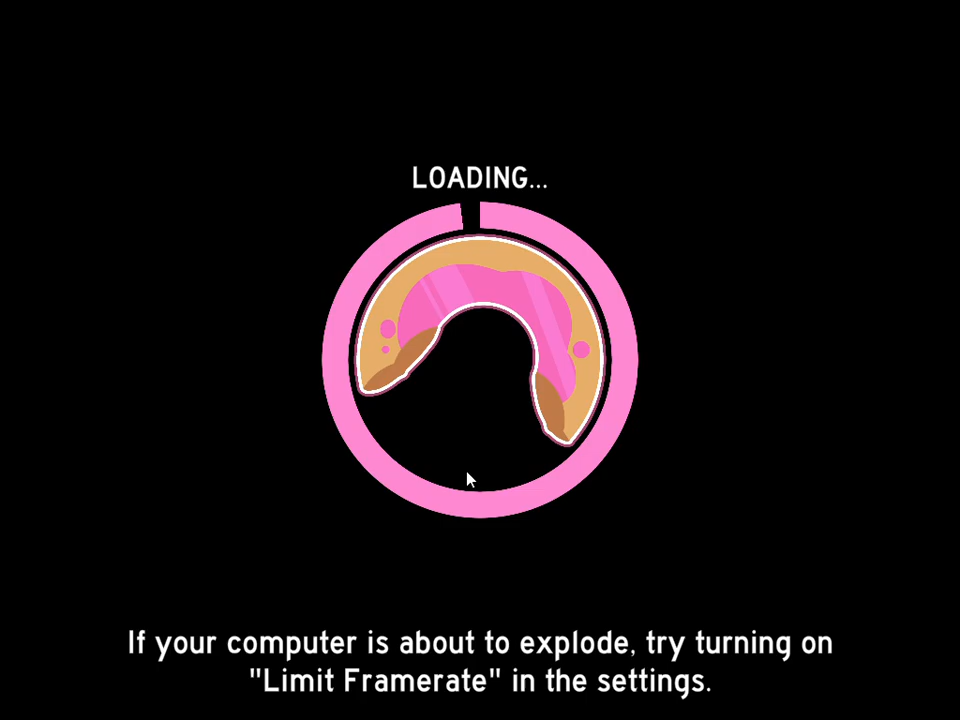 LOADING...
If your computer is about to explode, try turning on
"Limit Framerate" in the settings.